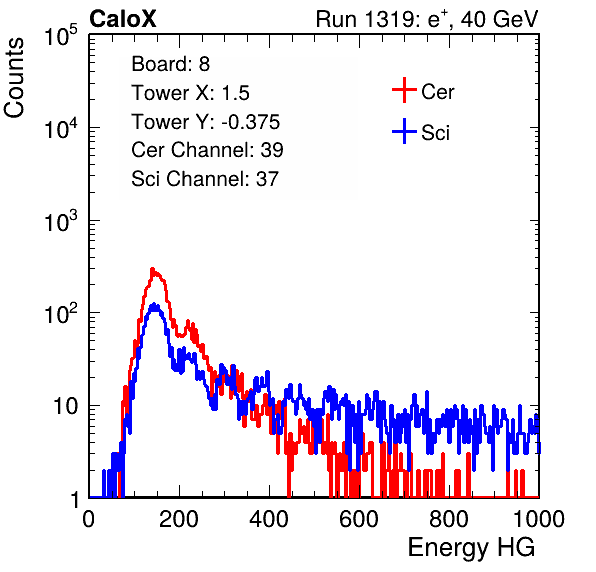 CaloX Run 1319: e⁺, 40 GeV
Counts
Board: 8
Tower X: 1.5
Tower Y: -0.375
Cer Channel: 39
Sci Channel: 37
Cer
Sci
10⁵
10⁴
10³
10²
10
1
0 200 400 600 800 1000
Energy HG